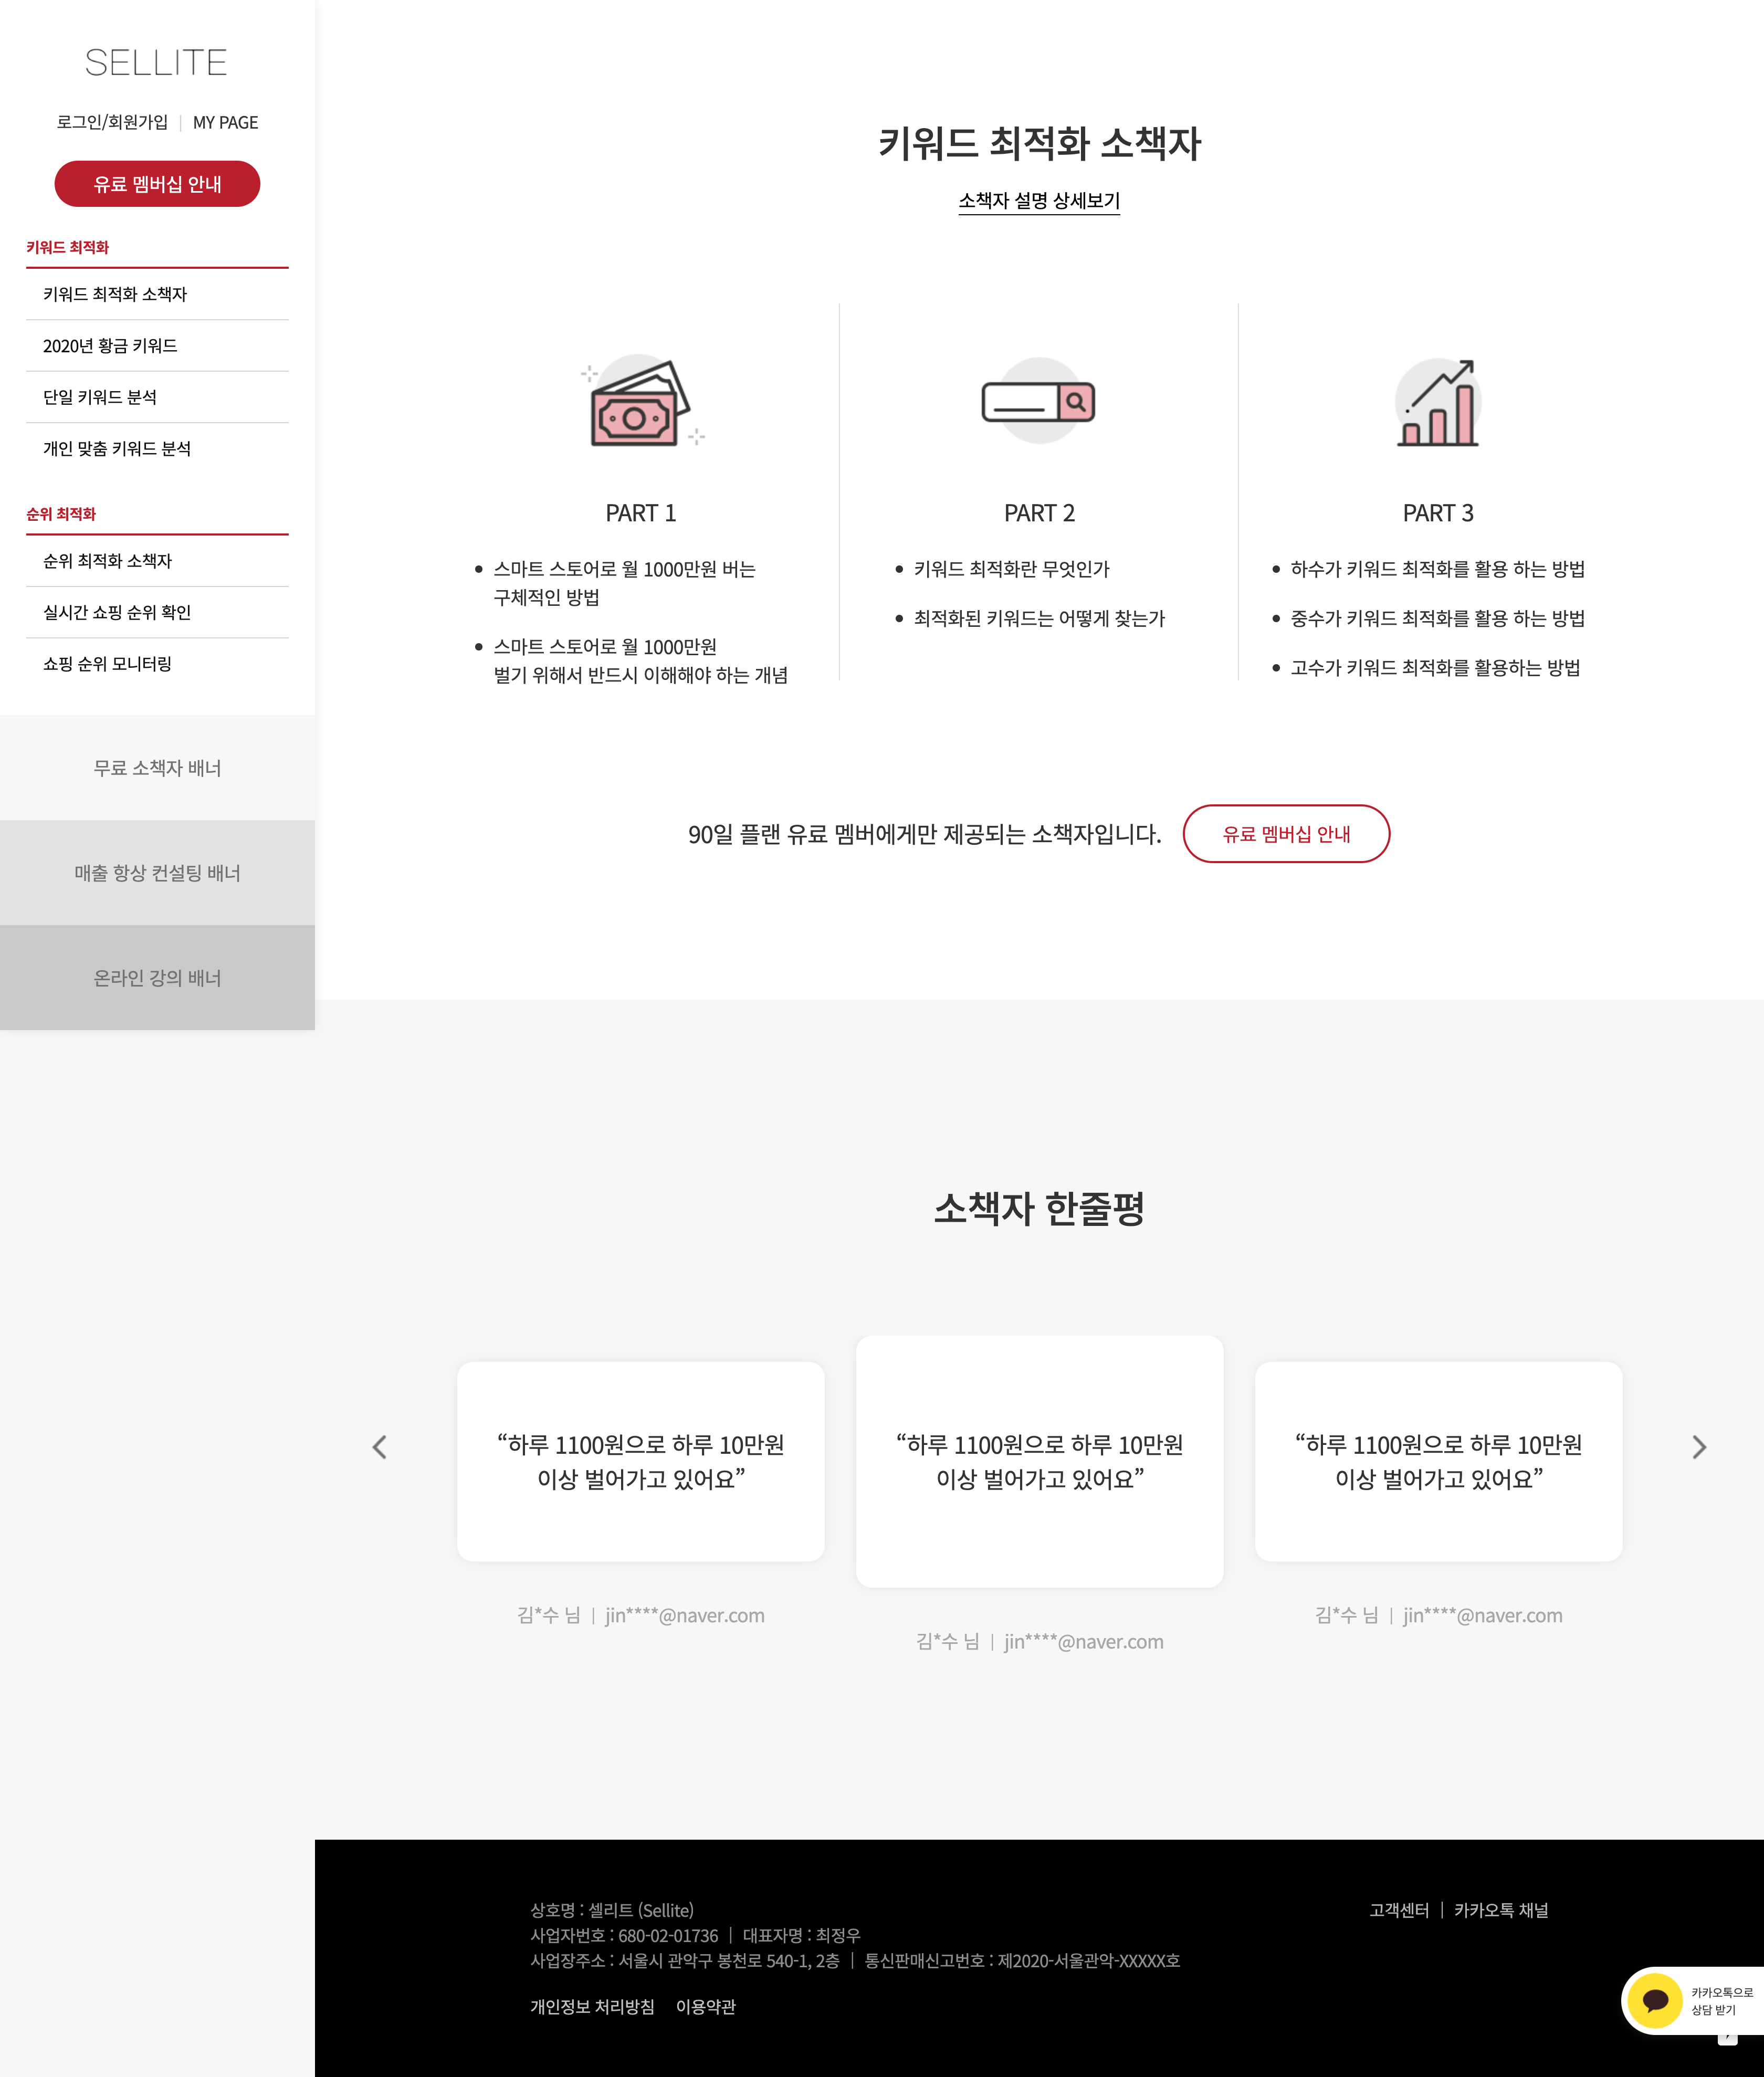 SELLITE
로그인/회원가입 | MY PAGE
유료 멤버십 안내
키워드 최적화
키워드 최적화 소책자
2020년 황금 키워드
단일 키워드 분석
개인 맞춤 키워드 분석
순위 최적화
순위 최적화 소책자
실시간 쇼핑 순위 확인
쇼핑 순위 모니터링
무료 소책자 배너
매출 항상 컨설팅 배너
온라인 강의 배너
키워드 최적화 소책자
소책자 설명 상세보기
PART 1
스마트 스토어로 월 1000만원 버는
구체적인 방법
스마트 스토어로 월 1000만원
벌기 위해서 반드시 이해해야 하는 개념
PART 2
키워드 최적화란 무엇인가
최적화된 키워드는 어떻게 찾는가
PART 3
하수가 키워드 최적화를 활용 하는 방법
중수가 키워드 최적화를 활용 하는 방법
고수가 키워드 최적화를 활용하는 방법
90일 플랜 유료 멤버에게만 제공되는 소책자입니다.
유료 멤버십 안내
소책자 한줄평
“하루 1100원으로 하루 10만원
이상 벌어가고 있어요”
김*수 님 | jin****@naver.com
“하루 1100원으로 하루 10만원
이상 벌어가고 있어요”
김*수 님 | jin****@naver.com
“하루 1100원으로 하루 10만원
이상 벌어가고 있어요”
김*수 님 | jin****@naver.com
상호명 : 셀리트 (Sellite)
사업자번호 : 680-02-01736 | 대표자명 : 최정우
사업장주소 : 서울시 관악구 봉천로 540-1, 2층 | 통신판매신고번호 : 제2020-서울관악-XXXXX호
개인정보 처리방침 이용약관
고객센터 | 카카오톡 채널
카카오톡으로
상담 받기